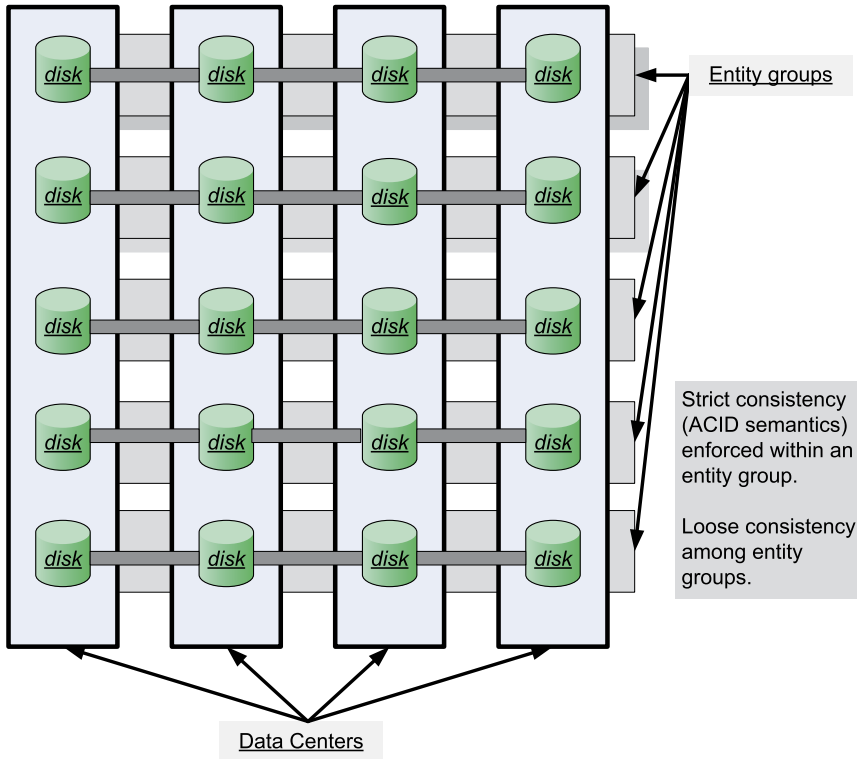 disk disk disk disk
Entity groups
disk disk disk disk
disk disk disk disk
Strict consistency
(ACID semantics)
enforced within an
entity group.
disk disk disk disk
Loose consistency
among entity
groups.
disk disk disk disk
Data Centers